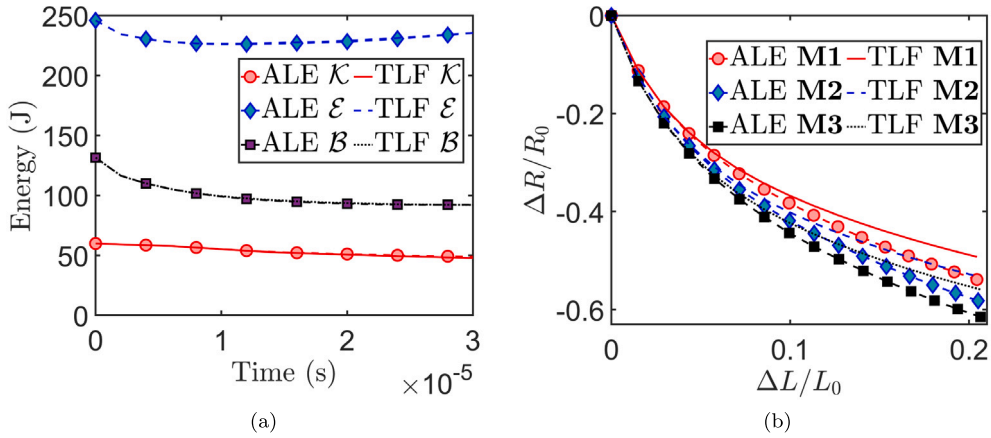 250
200
150
100
50
0
Energy (J)
ALE 𝒦 TLF 𝒦
ALE ℰ TLF ℰ
ALE ℬ TLF ℬ
0 1 2 3
Time (s)
×10⁻⁵
(a)
0
-0.2
-0.4
-0.6
ΔR/R₀
ALE M1 TLF M1
ALE M2 TLF M2
ALE M3 TLF M3
0 0.1 0.2
ΔL/L₀
(b)